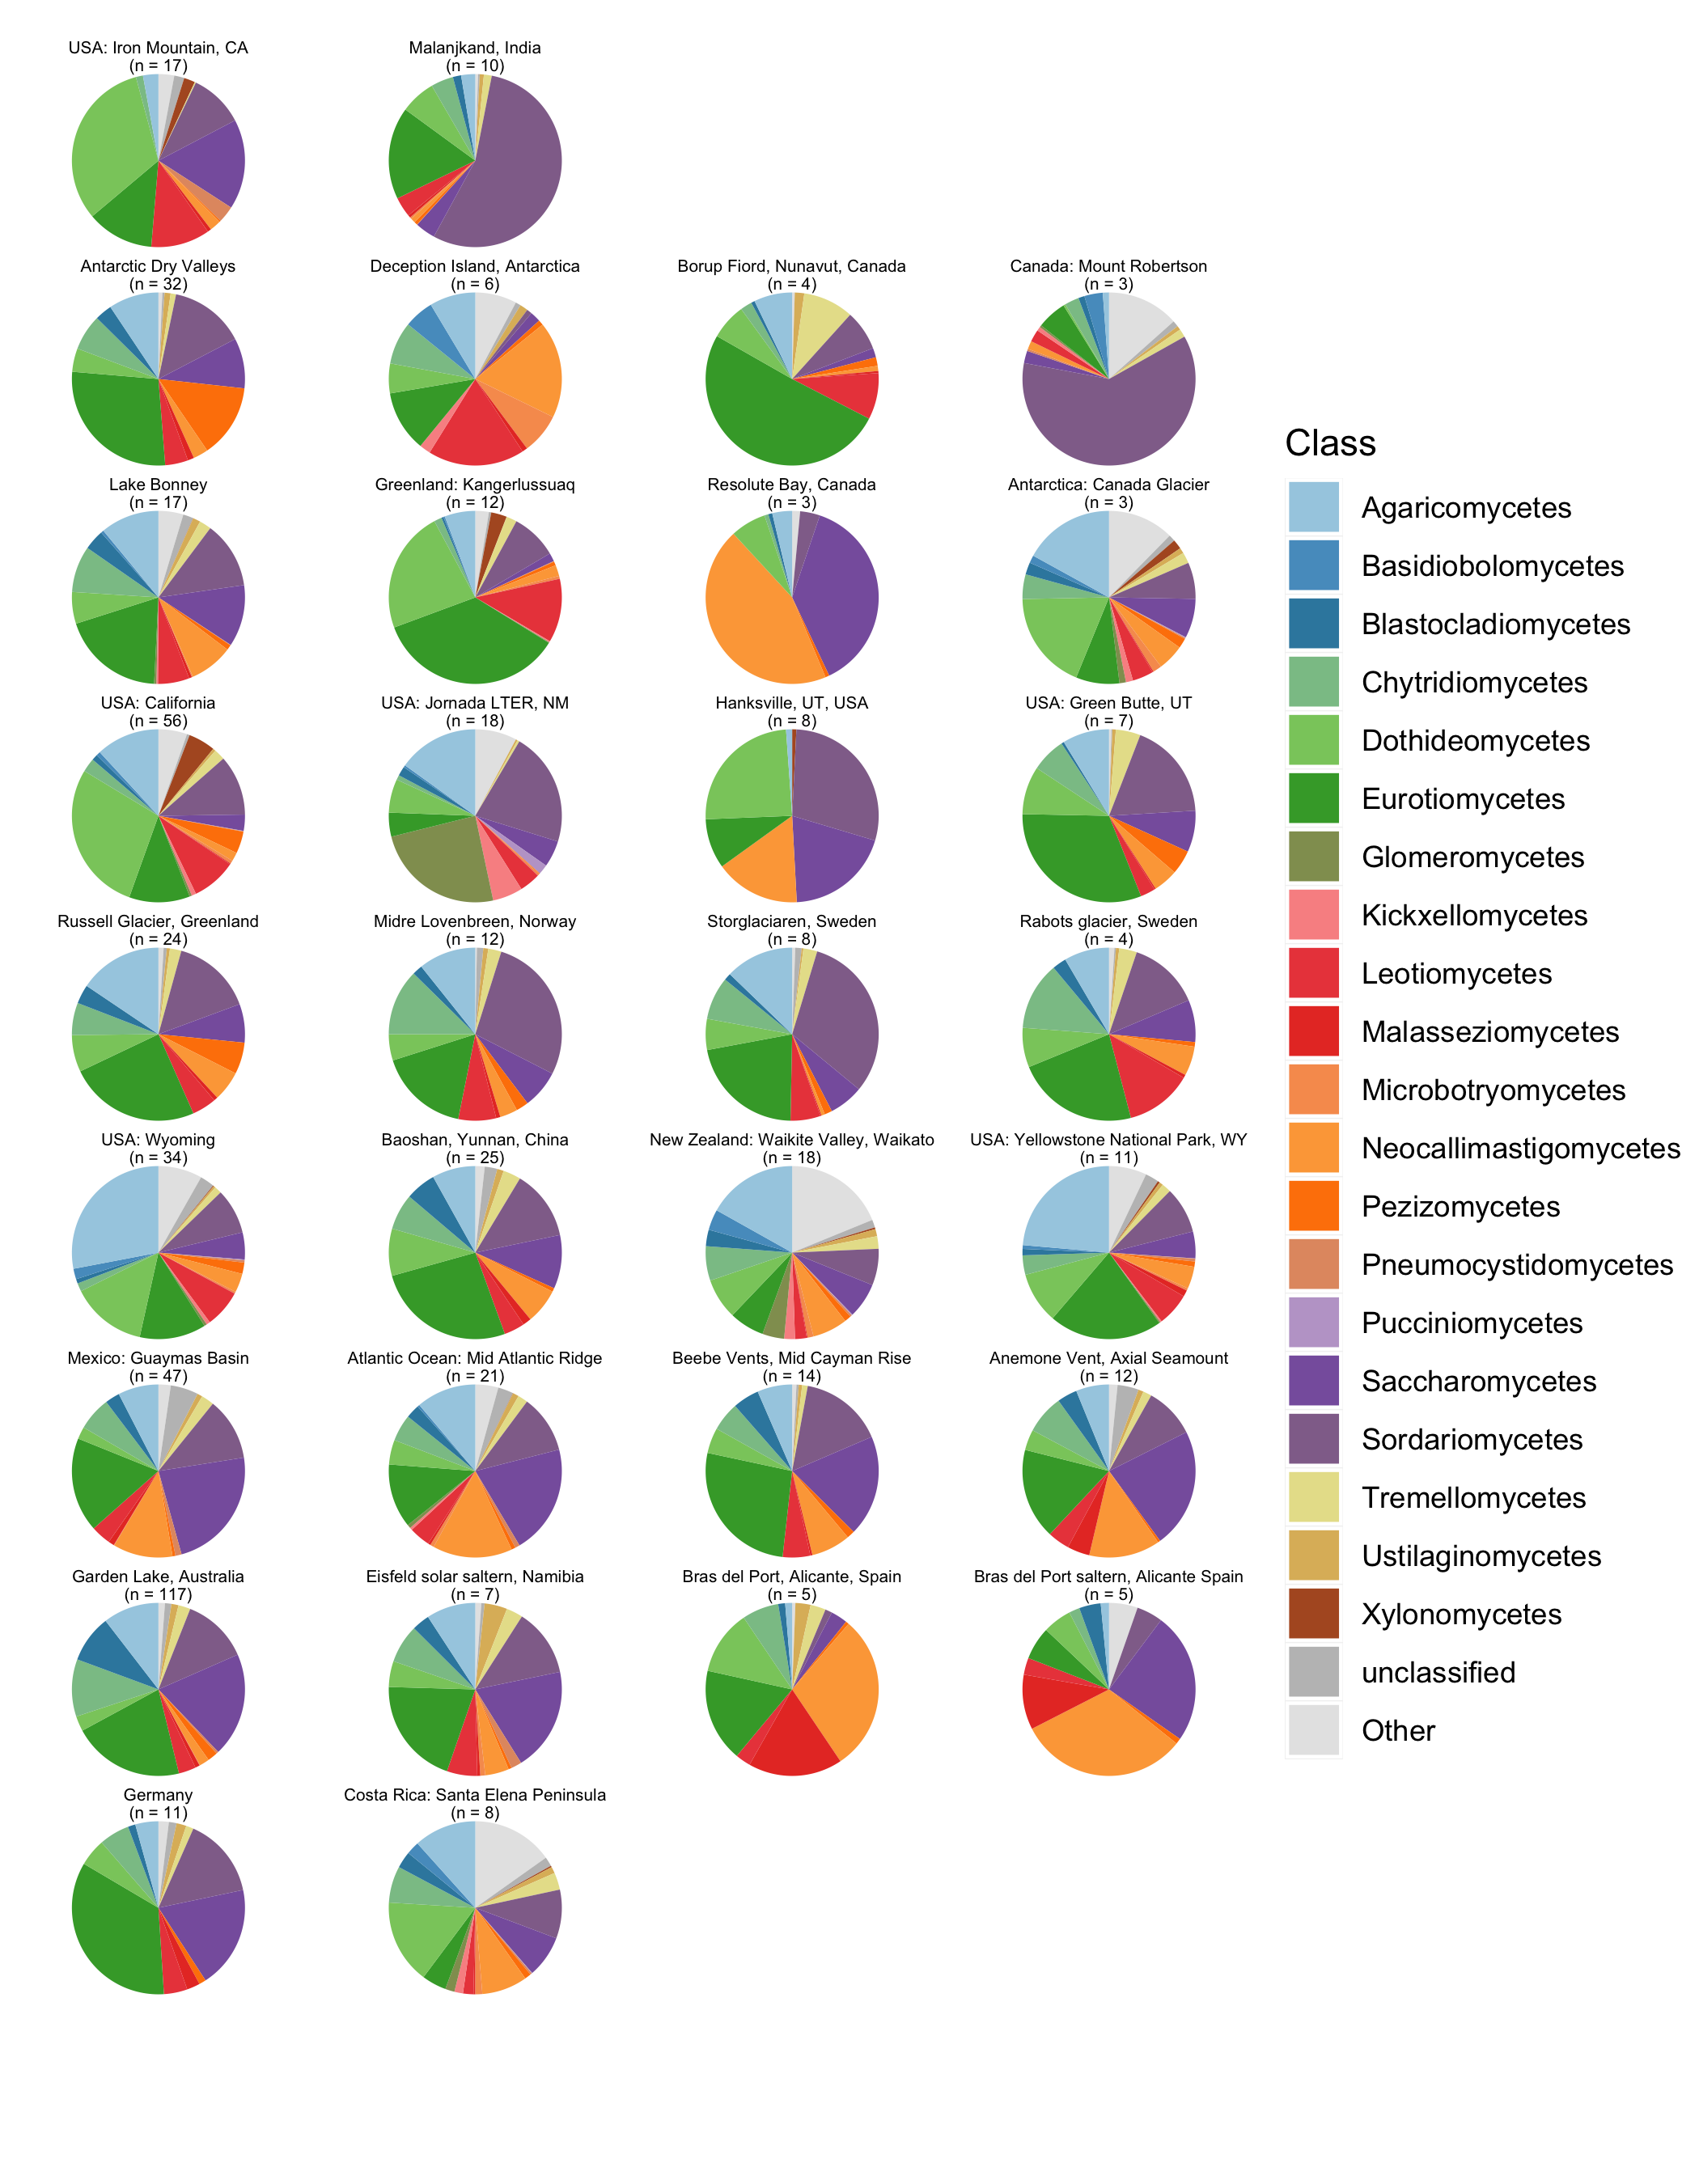 USA: Iron Mountain, CA
(n = 17)
Malanjkand, India
(n = 10)
Antarctic Dry Valleys
(n = 32)
Deception Island, Antarctica
(n = 6)
Borup Fiord, Nunavut, Canada
(n = 4)
Canada: Mount Robertson
(n = 3)
Lake Bonney
(n = 17)
Greenland: Kangerlussuaq
(n = 12)
Resolute Bay, Canada
(n = 3)
Antarctica: Canada Glacier
(n = 3)
USA: California
(n = 56)
USA: Jornada LTER, NM
(n = 18)
Hanksville, UT, USA
(n = 8)
USA: Green Butte, UT
(n = 7)
Russell Glacier, Greenland
(n = 24)
Midre Lovenbreen, Norway
(n = 12)
Storglaciaren, Sweden
(n = 8)
Rabots glacier, Sweden
(n = 4)
USA: Wyoming
(n = 34)
Baoshan, Yunnan, China
(n = 25)
New Zealand: Waikite Valley, Waikato
(n = 18)
USA: Yellowstone National Park, WY
(n = 11)
Mexico: Guaymas Basin
(n = 47)
Atlantic Ocean: Mid Atlantic Ridge
(n = 21)
Beebe Vents, Mid Cayman Rise
(n = 14)
Anemone Vent, Axial Seamount
(n = 12)
Garden Lake, Australia
(n = 117)
Eisfeld solar saltern, Namibia
(n = 7)
Bras del Port, Alicante, Spain
(n = 5)
Bras del Port saltern, Alicante Spain
(n = 5)
Germany
(n = 11)
Costa Rica: Santa Elena Peninsula
(n = 8)
Class
Agaricomycetes
Basidiobolomycetes
Blastocladiomycetes
Chytridiomycetes
Dothideomycetes
Eurotiomycetes
Glomeromycetes
Kickxellomycetes
Leotiomycetes
Malasseziomycetes
Microbotryomycetes
Neocallimastigomycetes
Pezizomycetes
Pneumocystidomycetes
Pucciniomycetes
Saccharomycetes
Sordariomycetes
Tremellomycetes
Ustilaginomycetes
Xylonomycetes
unclassified
Other